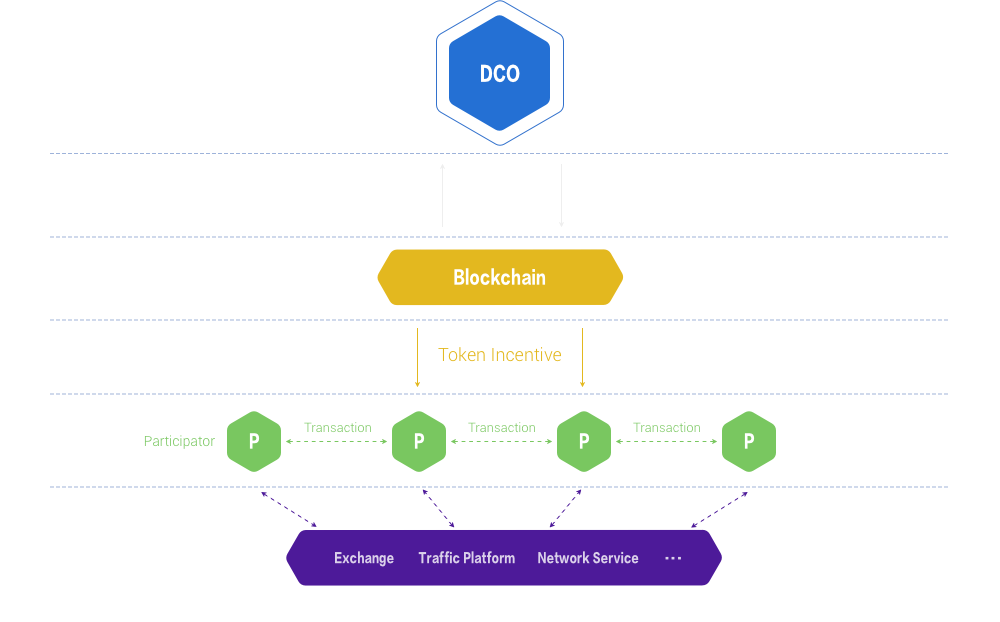 DCO
Blockchain
Token Incentive
Participator P Transaction P Transaction P Transaction P
Exchange Traffic Platform Network Service ...